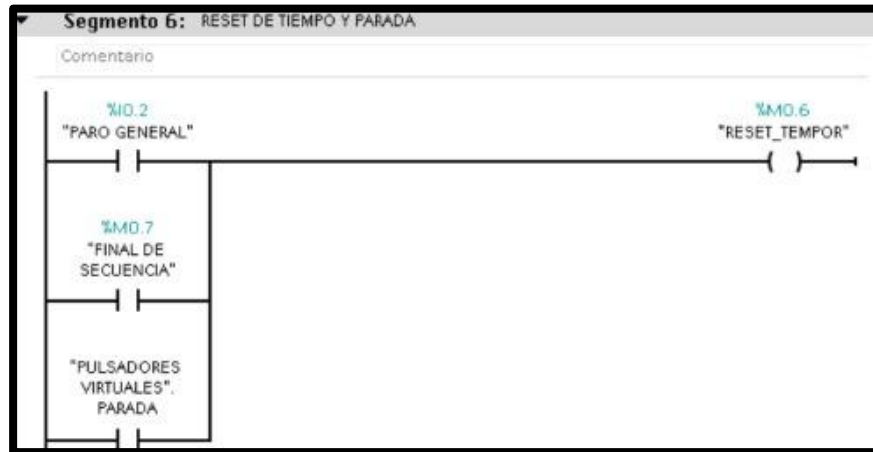 Segmento 6: RESET DE TIEMPO Y PARADA
Comentario
%I0.2
"PARO GENERAL"
%M0.6
"RESET_TEMPOR"
%M0.7
"FINAL DE
SECUENCIA"
"PULSADORES
VIRTUALES".
PARADA